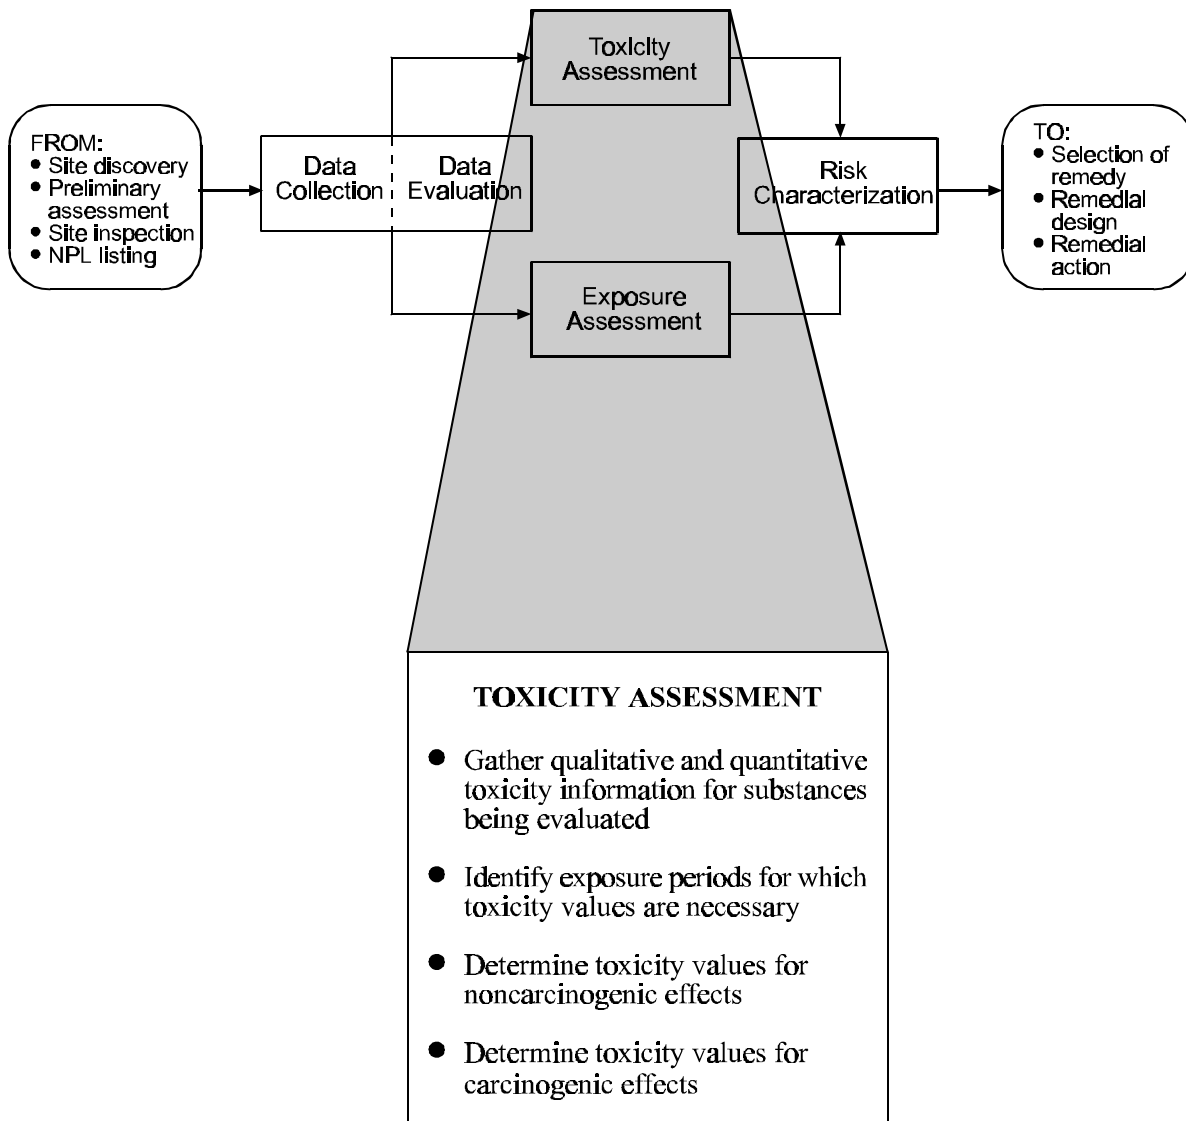 Toxicity
Assessment
FROM:
• Site discovery
• Preliminary
assessment
• Site inspection
• NPL listing
Data
Collection
Data
Evaluation
Risk
Characterization
TO:
• Selection of
remedy
• Remedial
design
• Remedial
action
Exposure
Assessment
TOXICITY ASSESSMENT
• Gather qualitative and quantitative
toxicity information for substances
being evaluated
• Identify exposure periods for which
toxicity values are necessary
• Determine toxicity values for
noncarcinogenic effects
• Determine toxicity values for
carcinogenic effects